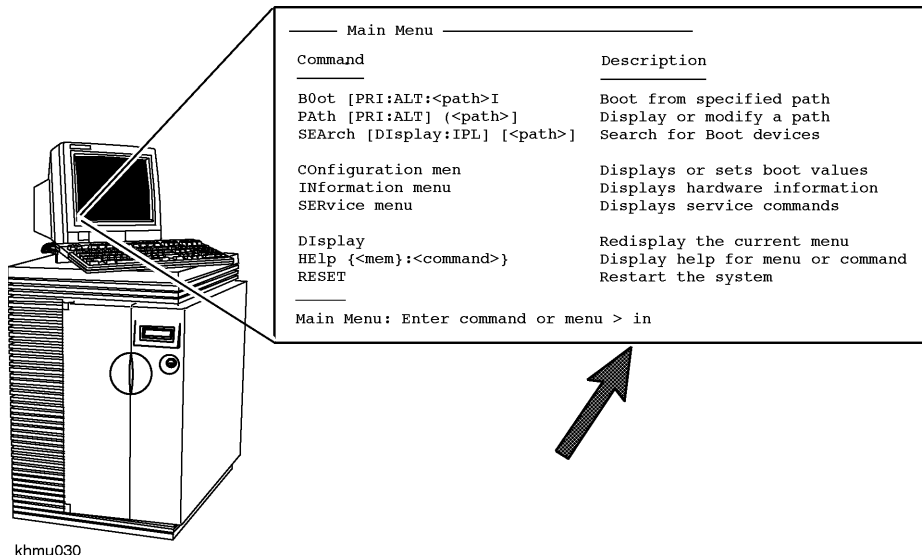 Main Menu
Command Description
B0ot [PRI:ALT:<path>I Boot from specified path
PAth [PRI:ALT] (<path>] Display or modify a path
SEArch [DIsplay:IPL] [<path>] Search for Boot devices
COnfiguration men Displays or sets boot values
INformation menu Displays hardware information
SERvice menu Displays service commands
DIsplay Redisplay the current menu
HElp {<mem}:<command>} Display help for menu or command
RESET Restart the system
Main Menu: Enter command or menu > in
khmu030